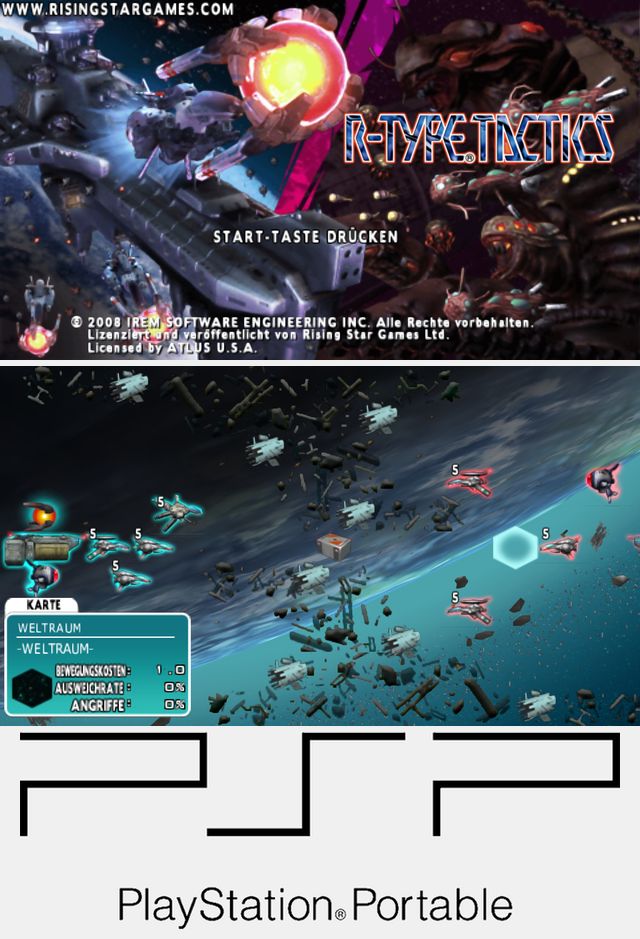 WWW.RISINGSTARGAMES.COM
R-TYPE® TACTICS
START-TASTE DRÜCKEN
© 2008 IREM SOFTWARE ENGINEERING INC. Alle Rechte vorbehalten.
Lizenziert und veröffentlicht von Rising Star Games Ltd.
Licensed by ATLUS U.S.A.
5
5
5
5
5
5
5
KARTE
WELTRAUM
-WELTRAUM-
BEWEGUNGSKOSTEN: 1.0
AUSWEICHRATE: 0%
ANGRIFFE: 0%
PSP
PlayStation® Portable